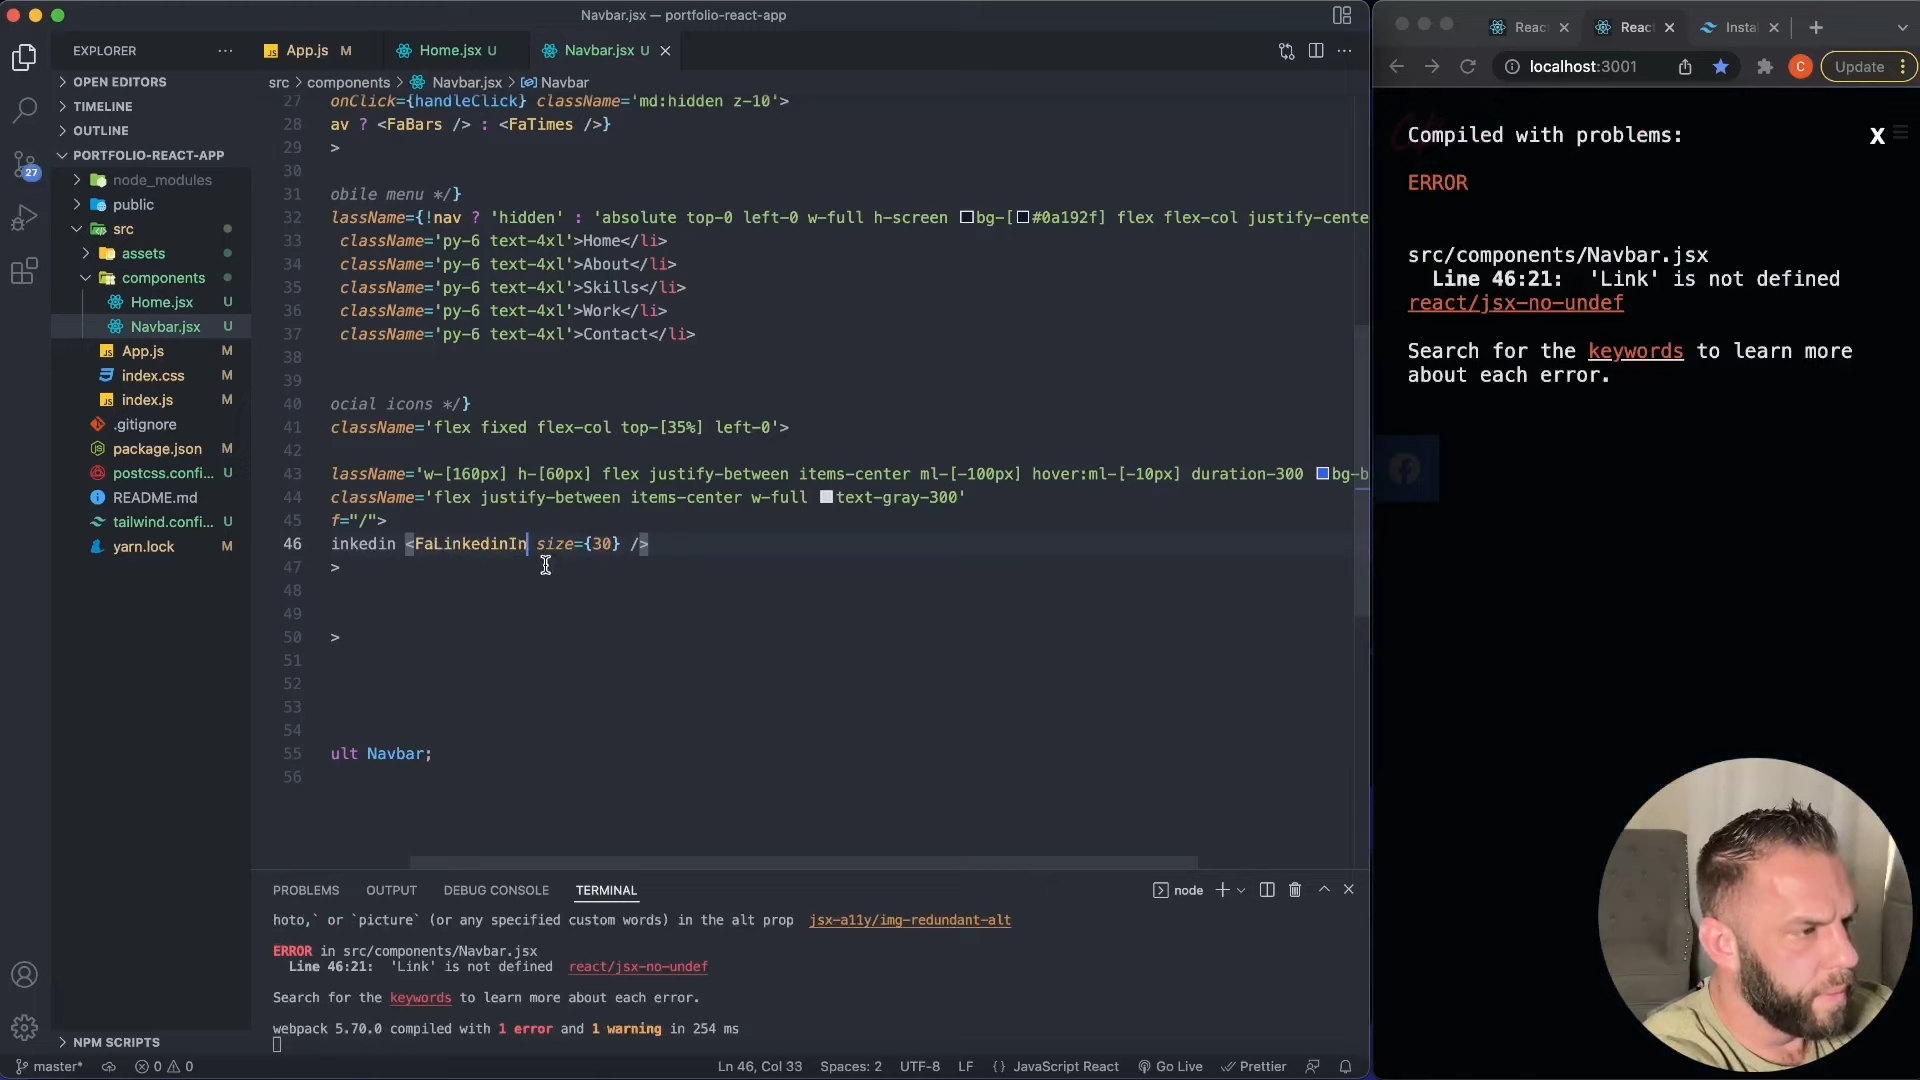 Navbar.jsx — portfolio-react-app
EXPLORER
OPEN EDITORS
TIMELINE
OUTLINE
PORTFOLIO-REACT-APP
node_modules
public
src
assets
components
Home.jsx U
Navbar.jsx U
App.js M
index.css M
index.js M
.gitignore
package.json M
postcss.confi... U
README.md
tailwind.confi... U
yarn.lock M
NPM SCRIPTS
27
App.js M
Home.jsx U
Navbar.jsx U
src > components > Navbar.jsx > Navbar
27 onClick={handleClick} className='md:hidden z-10'>
28 av ? <FaBars /> : <FaTimes />}
29 >
30
31 obile menu */}
32 lassName={!nav ? 'hidden' : 'absolute top-0 left-0 w-full h-screen bg-[#0a192f] flex flex-col justify-cente
33 className='py-6 text-4xl'>Home</li>
34 className='py-6 text-4xl'>About</li>
35 className='py-6 text-4xl'>Skills</li>
36 className='py-6 text-4xl'>Work</li>
37 className='py-6 text-4xl'>Contact</li>
38
39
40 ocial icons */}
41 className='flex fixed flex-col top-[35%] left-0'>
42
43 lassName='w-[160px] h-[60px] flex justify-between items-center ml-[-100px] hover:ml-[-10px] duration-300 bg-b
44 className='flex justify-between items-center w-full text-gray-300'
45 f="/">
46 inkedin <FaLinkedinIn size={30} />
47 >
48
49
50 >
51
52
53
54
55 ult Navbar;
56
PROBLEMS OUTPUT DEBUG CONSOLE TERMINAL
node
hoto,` or `picture` (or any specified custom words) in the alt prop jsx-a11y/img-redundant-alt
ERROR in src/components/Navbar.jsx
Line 46:21: 'Link' is not defined react/jsx-no-undef
Search for the keywords to learn more about each error.
webpack 5.70.0 compiled with 1 error and 1 warning in 254 ms
master* 0 0 Ln 46, Col 33 Spaces: 2 UTF-8 LF {} JavaScript React Go Live Prettier
React React Instal
localhost:3001 C Update
Compiled with problems: X
ERROR
src/components/Navbar.jsx
Line 46:21: 'Link' is not defined
react/jsx-no-undef
Search for the keywords to learn more
about each error.